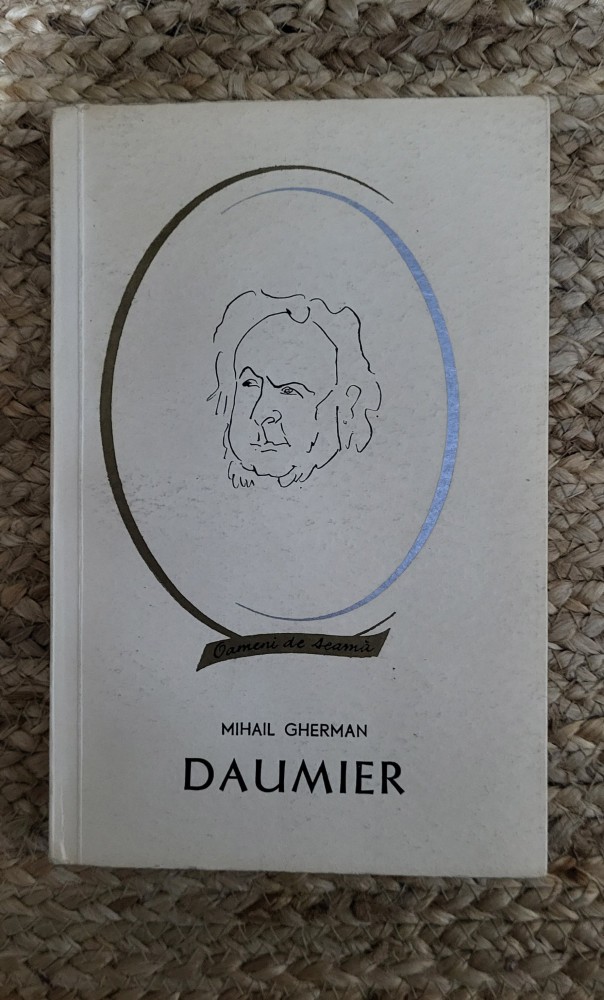 Oameni de seamă
MIHAIL GHERMAN
DAUMIER